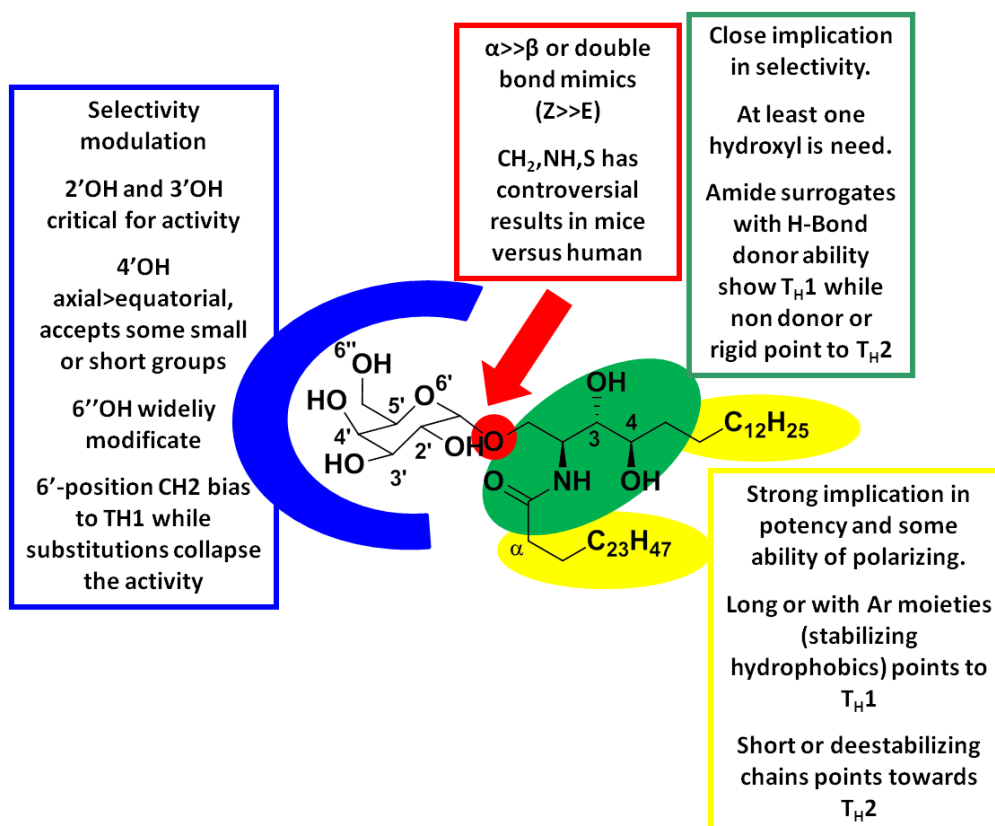 Selectivity
modulation
2’OH and 3’OH
critical for activity
4’OH
axial>equatorial,
accepts some small
or short groups
6’’OH wideliy
modificate
6’-position CH2 bias
to TH1 while
substitutions collapse
the activity
α>>β or double
bond mimics
(Z>>E)
CH₂,NH,S has
controversial
results in mice
versus human
Close implication
in selectivity.
At least one
hydroxyl is need.
Amide surrogates
with H-Bond
donor ability
show T_H1 while
non donor or
rigid point to T_H2
6''
OH
O
6'
HO
5'
4'
HO
3'
2'
OH
O
OH
3
4
C₁₂H₂₅
O
NH
OH
α
C₂₃H₄₇
Strong implication in
potency and some
ability of polarizing.
Long or with Ar moieties
(stabilizing
hydrophobics) points to
T_H1
Short or deestabilizing
chains points towards
T_H2